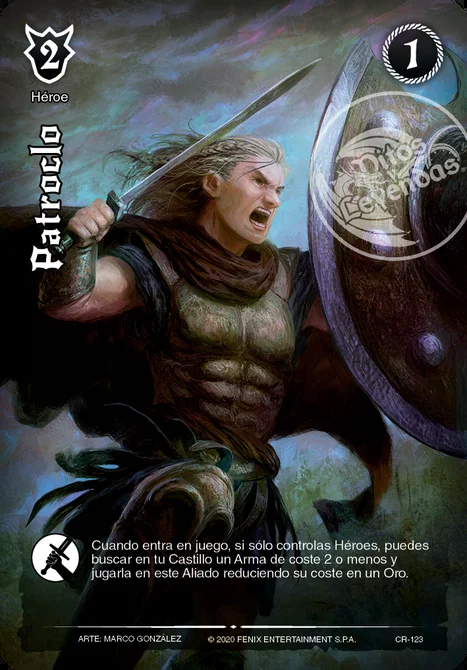 2
1
Héroe
Patroclo
Mitos
y
Leyendas.
Cuando entra en juego, si sólo controlas Héroes, puedes
buscar en tu Castillo un Arma de coste 2 o menos y
jugarla en este Aliado reduciendo su coste en un Oro.
ARTE: MARCO GONZÁLEZ © 2020 FENIX ENTERTAINMENT S.P.A. CR-123